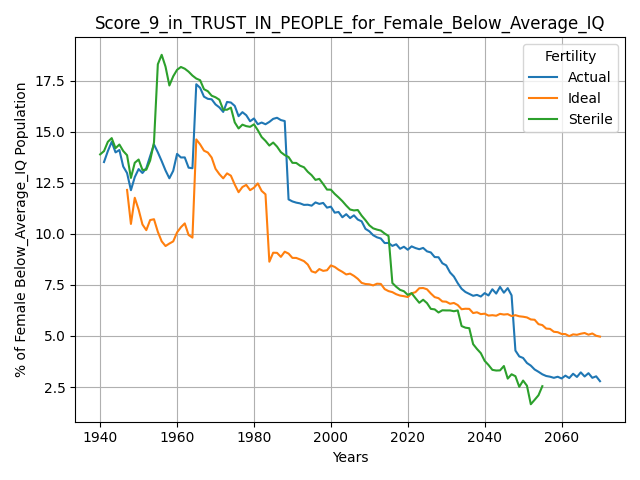 Score_9_in_TRUST_IN_PEOPLE_for_Female_Below_Average_IQ
Fertility
Actual
Ideal
Sterile
% of Female Below_Average_IQ Population
17.5
15.0
12.5
10.0
7.5
5.0
2.5
1940
1960
1980
2000
2020
2040
2060
Years